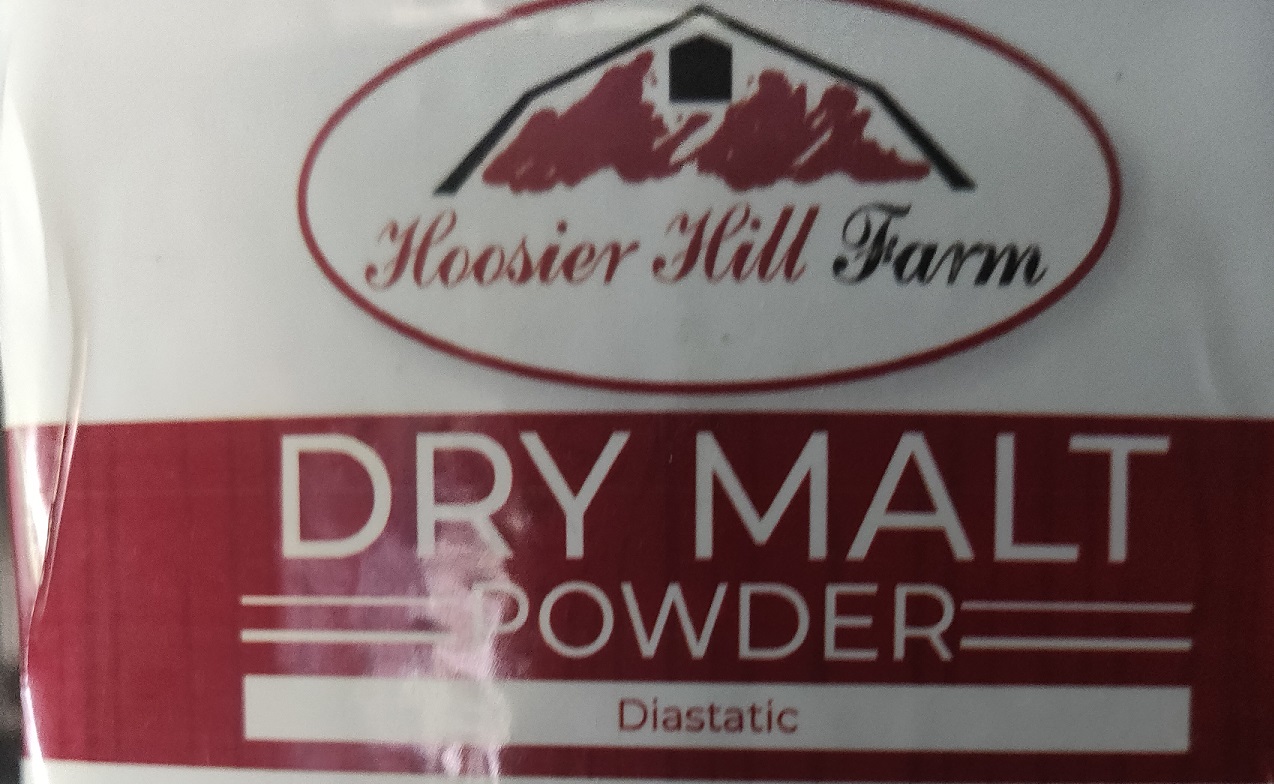 Hoosier Hill Farm
DRY MALT
POWDER
Diastatic